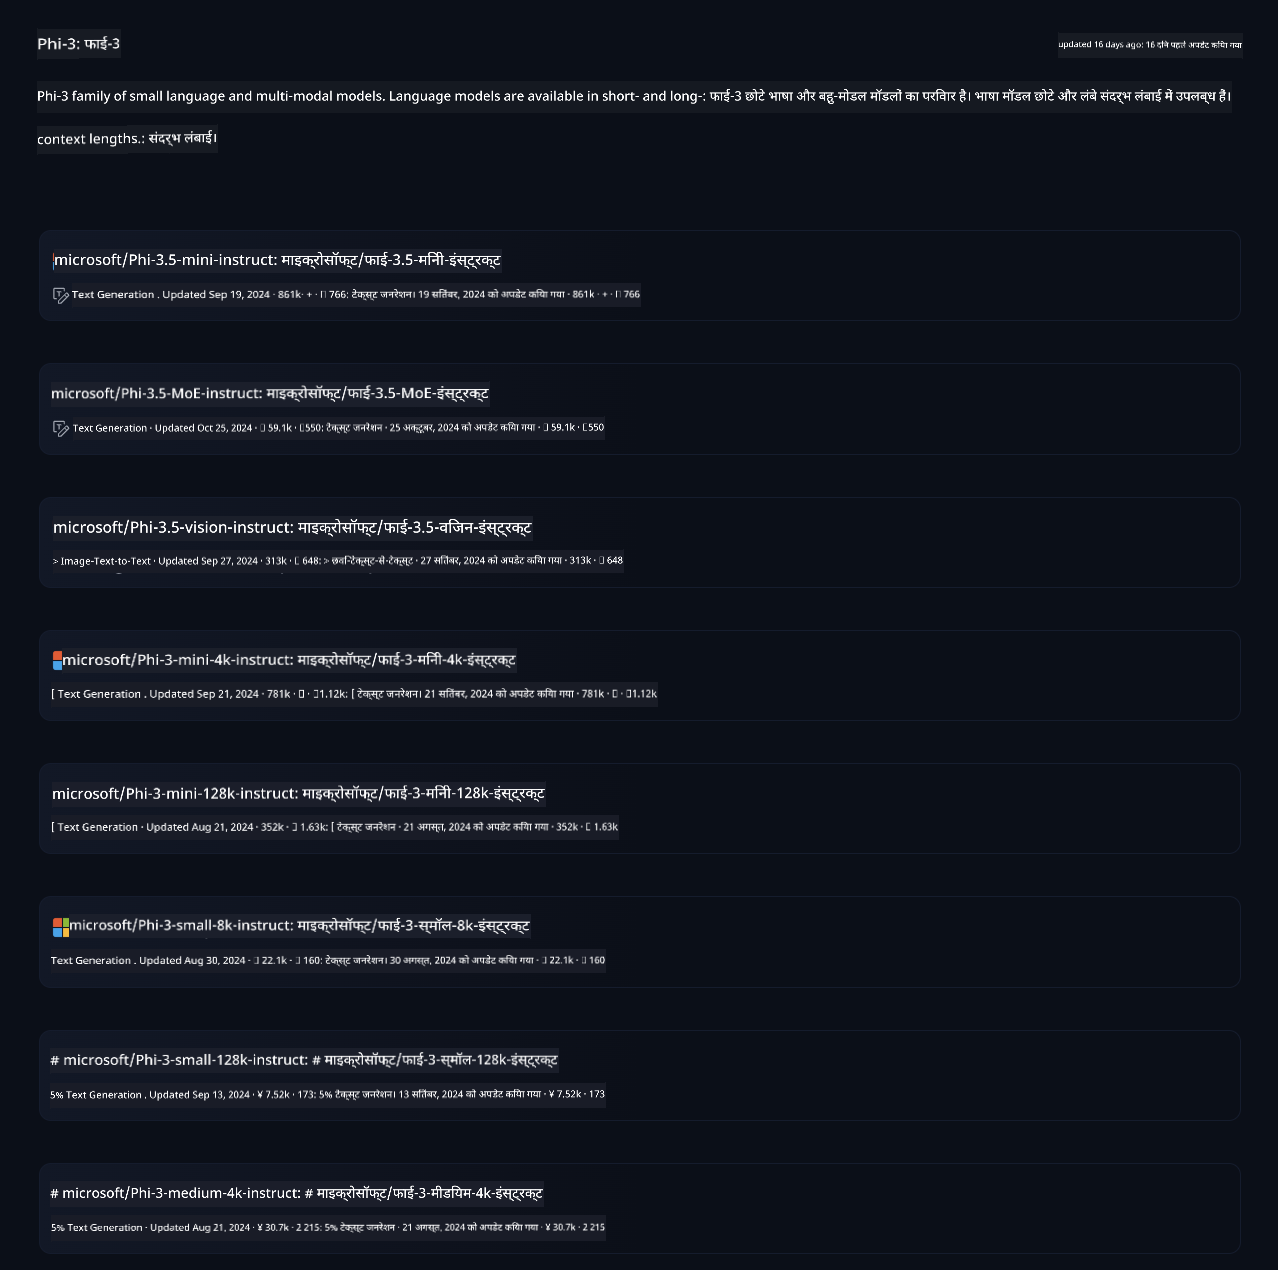 Phi-3: फाई-3
updated 16 days ago: 16 दिन पहले अपडेट किया गया
Phi-3 family of small language and multi-modal models. Language models are available in short- and long-: फाई-3 छोटे भाषा और बहु-मोडल मॉडलों का परिवार है। भाषा मॉडल छोटे और लंबे संदर्भ लंबाई में उपलब्ध है।
context lengths.: संदर्भ लंबाई।
microsoft/Phi-3.5-mini-instruct: माइक्रोसॉफ्ट/फाई-3.5-मिनी-इंस्ट्रक्ट
Text Generation . Updated Sep 19, 2024 · 861k · + · 766: टेक्स्ट जनरेशन। 19 सितंबर, 2024 को अपडेट किया गया · 861k · + · 766
microsoft/Phi-3.5-MoE-instruct: माइक्रोसॉफ्ट/फाई-3.5-MoE-इंस्ट्रक्ट
Text Generation · Updated Oct 25, 2024 · 59.1k · 550: टैक्स्ट जनरेशन · 25 अक्टूबर, 2024 को अपडेट किया गया · 59.1k · 550
microsoft/Phi-3.5-vision-instruct: माइक्रोसॉफ्ट/फाई-3.5-विजन-इंस्ट्रक्ट
> Image-Text-to-Text · Updated Sep 27, 2024 · 313k · 648: > छवि-टेक्स्ट-से-टेक्स्ट · 27 सितंबर, 2024 को अपडेट किया गया · 313k · 648
microsoft/Phi-3-mini-4k-instruct: माइक्रोसॉफ्ट/फाई-3-मिनी-4k-इंस्ट्रक्ट
[ Text Generation . Updated Sep 21, 2024 · 781k · · 1.12k: [ टेक्स्ट जनरेशन। 21 सितंबर, 2024 को अपडेट किया गया · 781k · · 1.12k
microsoft/Phi-3-mini-128k-instruct: माइक्रोसॉफ्ट/फाई-3-मिनी-128k-इंस्ट्रक्ट
[ Text Generation · Updated Aug 21, 2024 · 352k · 1.63k: [ टेक्स्ट जनरेशन · 21 अगस्त, 2024 को अपडेट किया गया · 352k · 1.63k
microsoft/Phi-3-small-8k-instruct: माइक्रोसॉफ्ट/फाई-3-स्मॉल-8k-इंस्ट्रक्ट
Text Generation . Updated Aug 30, 2024 · 22.1k · 160: टेक्स्ट जनरेशन। 30 अगस्त, 2024 को अपडेट किया गया · 22.1k · 160
# microsoft/Phi-3-small-128k-instruct: # माइक्रोसॉफ्ट/फाई-3-स्मॉल-128k-इंस्ट्रक्ट
5% Text Generation . Updated Sep 13, 2024 · ¥ 7.52k · 173: 5% टैक्स्ट जनरेशन। 13 सितंबर, 2024 को अपडेट किया गया · ¥ 7.52k · 173
# microsoft/Phi-3-medium-4k-instruct: # माइक्रोसॉफ्ट/फाई-3-मीडियम-4k-इंस्ट्रक्ट
5% Text Generation · Updated Aug 21, 2024 · ¥ 30.7k · 2 215: 5% टेक्स्ट जनरेशन · 21 अगस्त, 2024 को अपडेट किया गया · ¥ 30.7k · 2 215